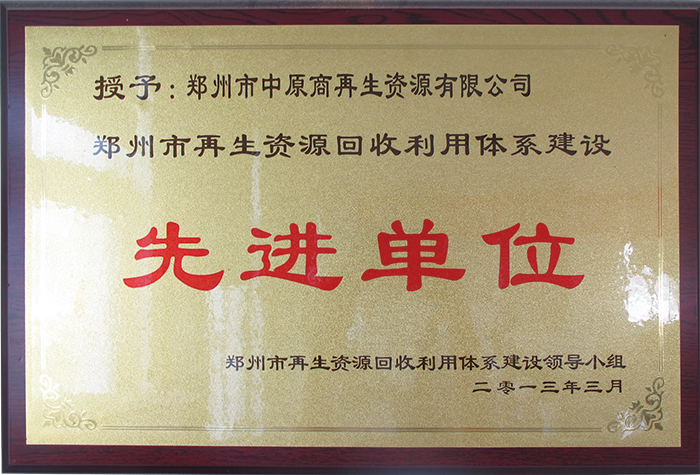 授予：郑州市中原商再生资源有限公司
郑州市再生资源回收利用体系建设
先进单位
郑州市再生资源回收利用体系建设领导小组
二零一三年三月